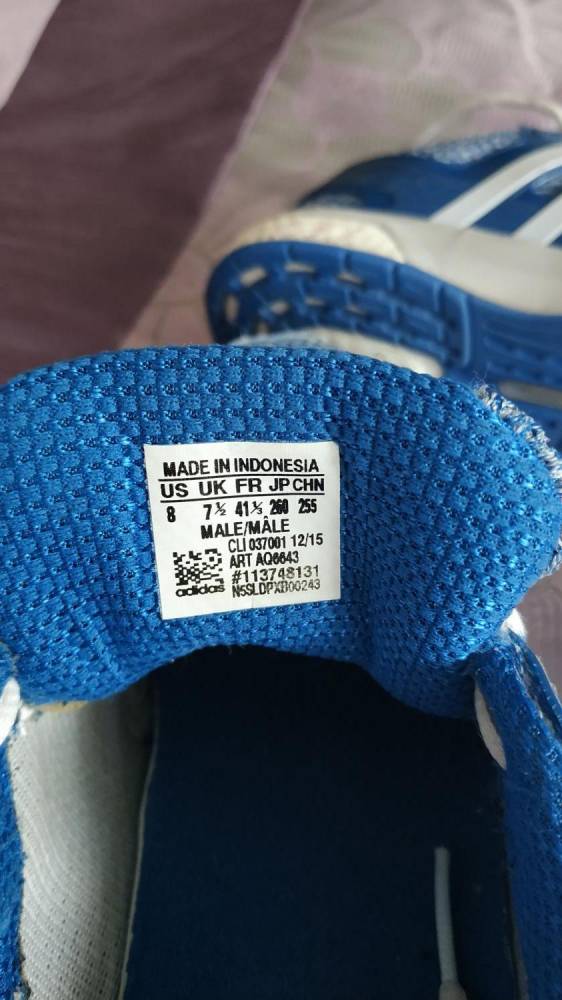 MADE IN INDONESIA
US UK FR JP CHN
8 7½ 41⅓ 260 255
MALE/MÂLE
CLI 037001 12/15
ART AQ6643
#113748131
adidas N5SLDPXB00243